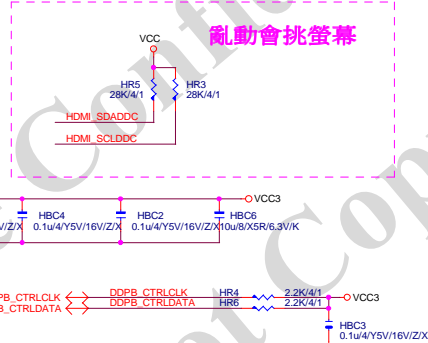 亂動會挑螢幕
VCC
HR5
28K/4/1
HR3
28K/4/1
HDMI_SDADDC
HDMI_SCLDDC
VCC3
HBC4
0.1u/4/Y5V/16V/Z/X
HBC2
0.1u/4/Y5V/16V/Z/X
HBC6
10u/8/X5R/6.3V/K
V/Z/X
PB_CTRLCLK
DDPB_CTRLCLK
HR4
2.2K/4/1
VCC3
B_CTRLDATA
DDPB_CTRLDATA
HR6
2.2K/4/1
HBC3
0.1u/4/Y5V/16V/Z/X